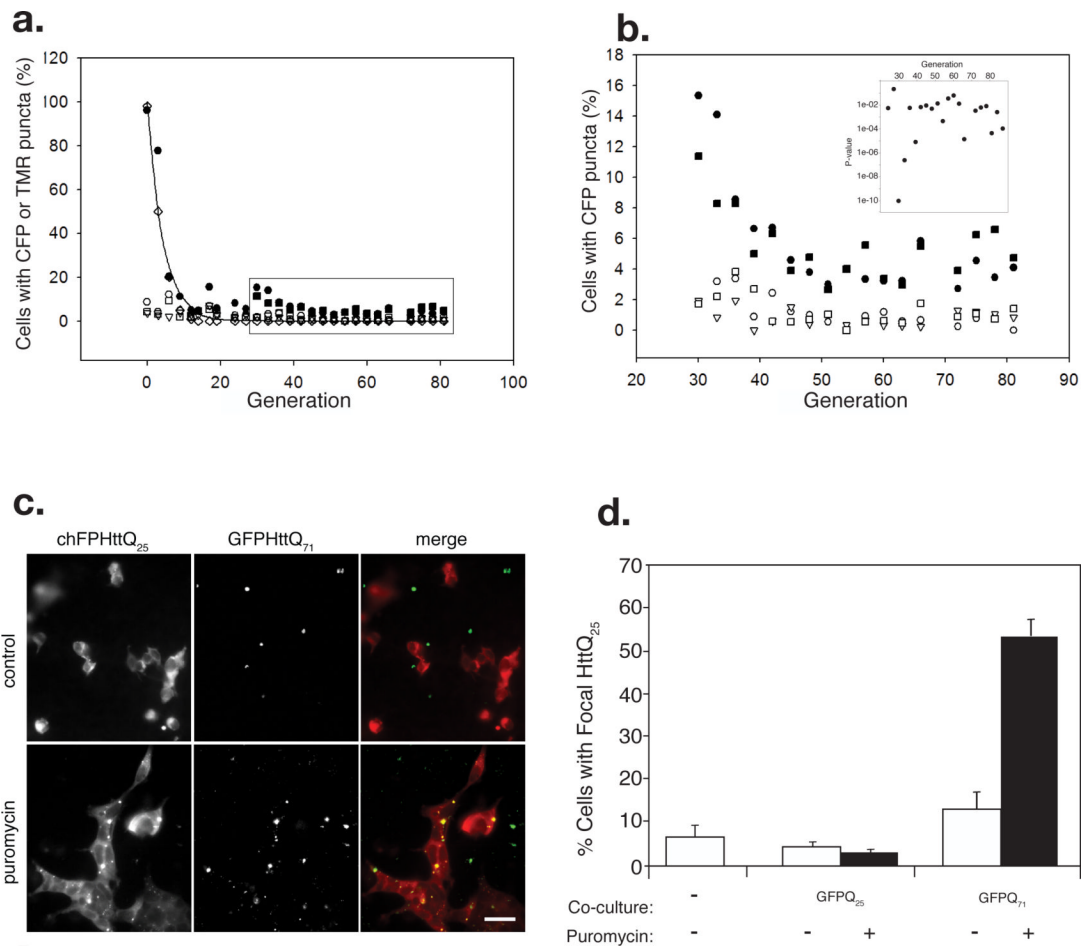 a.
Cells with CFP or TMR puncta (%)
120
100
80
60
40
20
0
0 20 40 60 80 100
Generation
b.
Cells with CFP puncta (%)
18
16
14
12
10
8
6
4
2
0
20 30 40 50 60 70 80 90
Generation
Generation
30 40 50 60 70 80
P-value
1e-02
1e-04
1e-06
1e-08
1e-10
c.
chFPHttQ25 GFPHttQ71 merge
control
puromycin
d.
% Cells with Focal HttQ25
70
60
50
40
30
20
10
0
Co-culture: - GFPQ25 GFPQ71
Puromycin: - - + - +